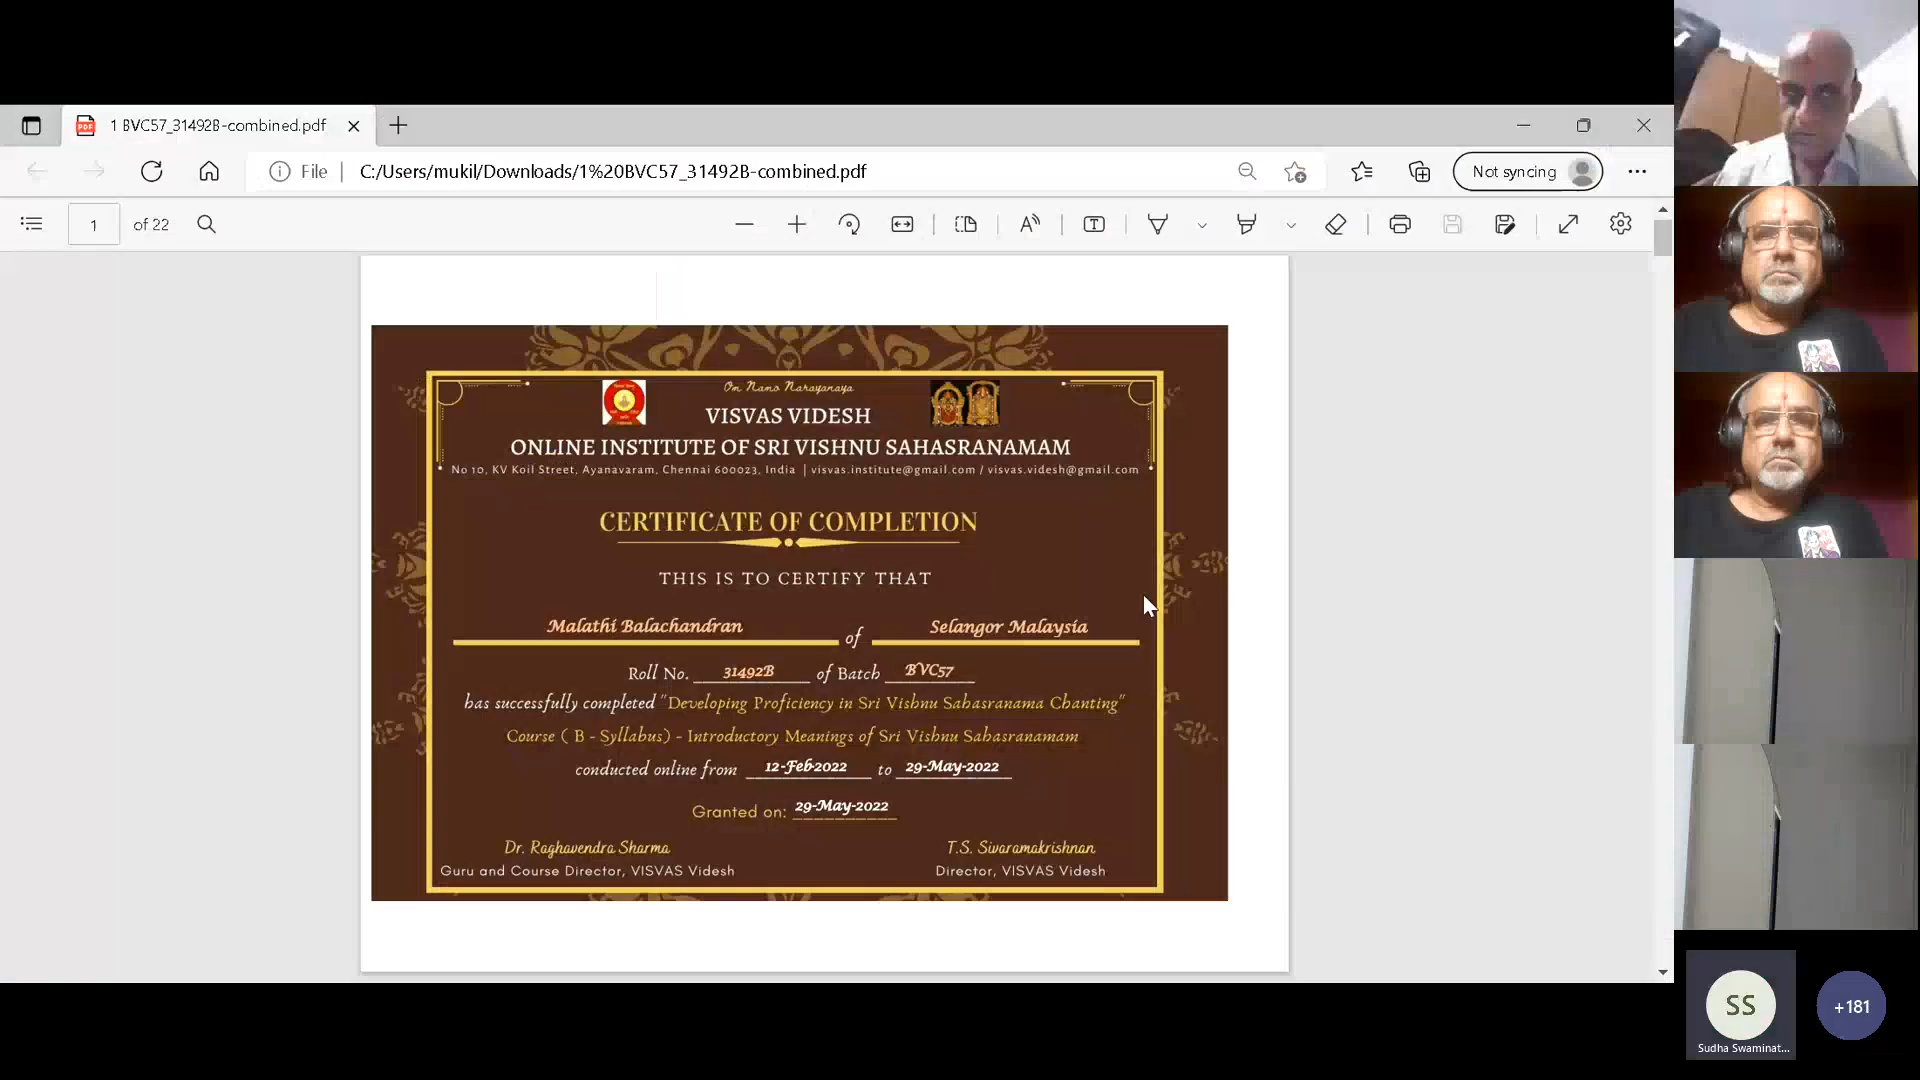 1 BVC57_31492B-combined.pdf
File
C:/Users/mukil/Downloads/1%20BVC57_31492B-combined.pdf
Not syncing
1 of 22
Om Namo Narayanaya
VISVAS VIDESH
ONLINE INSTITUTE OF SRI VISHNU SAHASRANAMAM
No 10, KV Koil Street, Ayanavaram, Chennai 600023, India | visvas.institute@gmail.com / visvas.videsh@gmail.com
CERTIFICATE OF COMPLETION
THIS IS TO CERTIFY THAT
Malathi Balachandran of Selangor Malaysia
Roll No. 31492B of Batch BVC57
has successfully completed "Developing Proficiency in Sri Vishnu Sahasranama Chanting"
Course ( B - Syllabus) - Introductory Meanings of Sri Vishnu Sahasranamam
conducted online from 12-Feb2022 to 29-May-2022
Granted on: 29-May-2022
Dr. Raghavendra Sharma
Guru and Course Director, VISVAS Videsh
T.S. Sivaramakrishnan
Director, VISVAS Videsh
SS
Sudha Swaminat...
+181